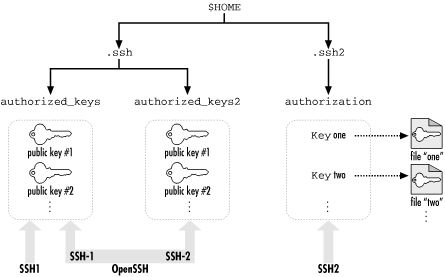 $HOME
.ssh
.ssh2
authorized_keys
authorized_keys2
authorization
public key #1
public key #1
Key one
file "one"
public key #2
public key #2
Key two
file "two"
SSH-1
SSH-2
SSH1
OpenSSH
SSH2